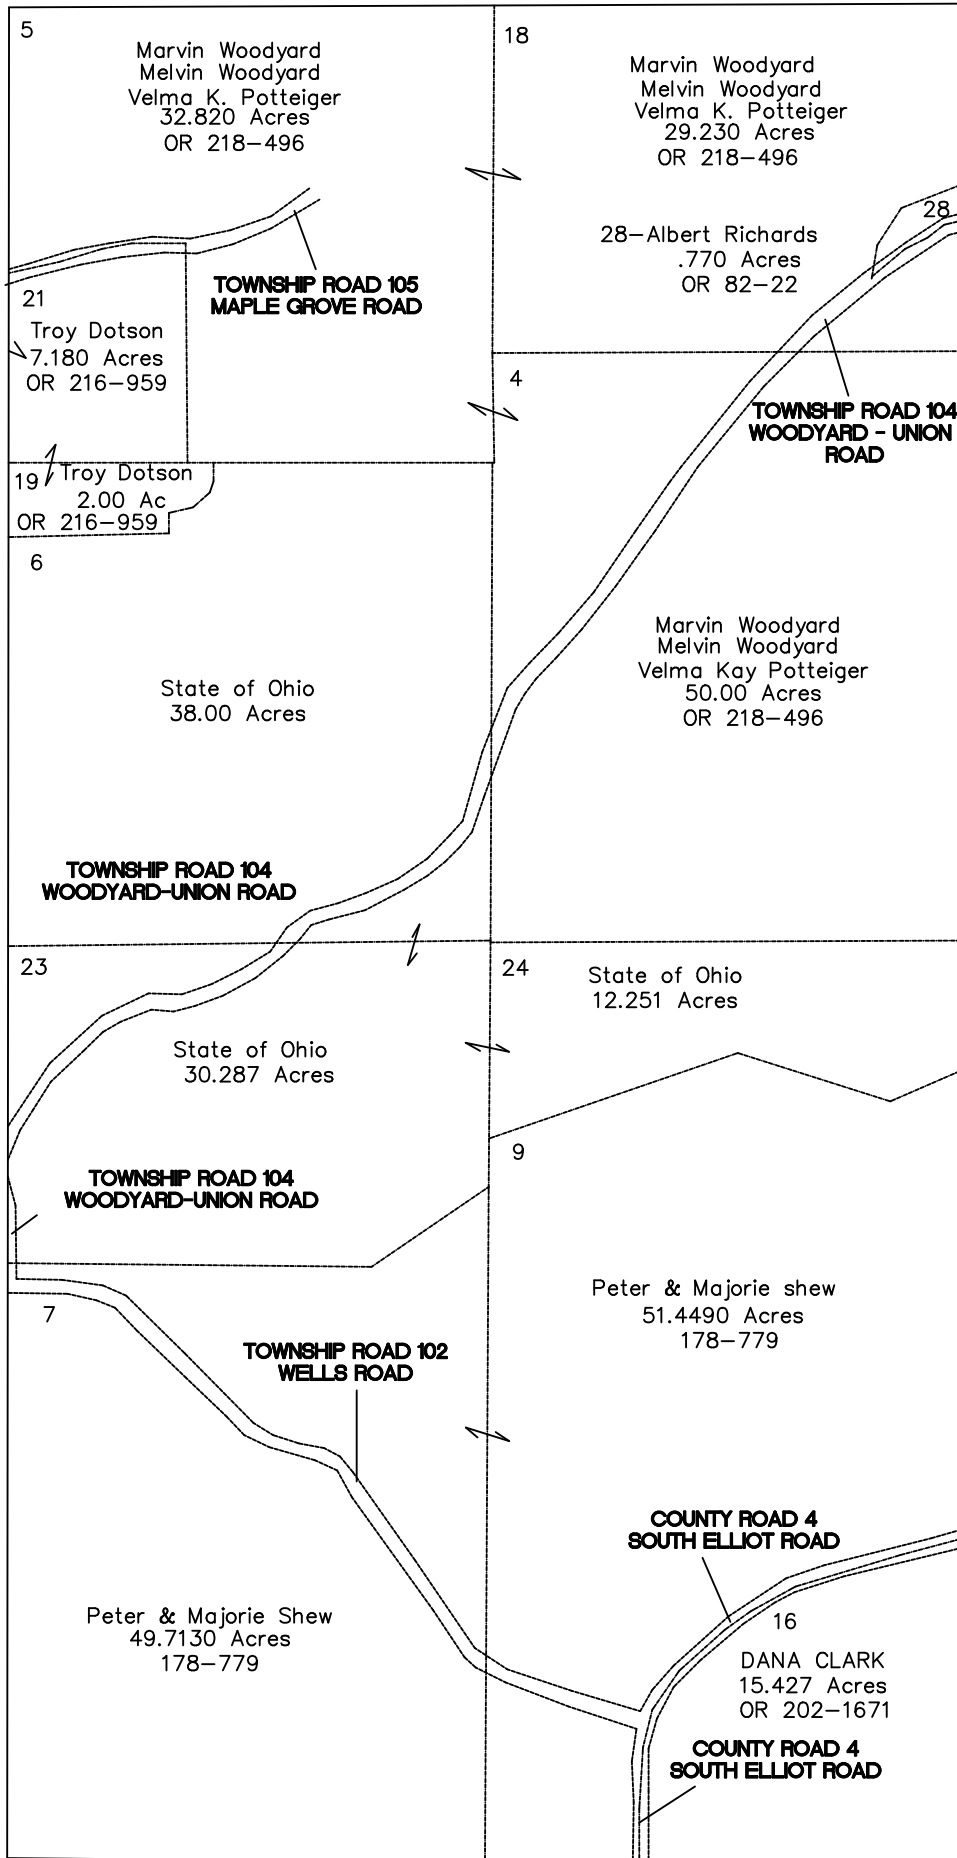 5
Marvin Woodyard
Melvin Woodyard
Velma K. Potteiger
32.820 Acres
OR 218-496
18
Marvin Woodyard
Melvin Woodyard
Velma K. Potteiger
29.230 Acres
OR 218-496
28
28-Albert Richards
.770 Acres
OR 82-22
TOWNSHIP ROAD 105
MAPLE GROVE ROAD
21
Troy Dotson
7.180 Acres
OR 216-959
4
TOWNSHIP ROAD 104
WOODYARD - UNION
ROAD
19
Troy Dotson
2.00 Ac
OR 216-959
6
State of Ohio
38.00 Acres
Marvin Woodyard
Melvin Woodyard
Velma Kay Potteiger
50.00 Acres
OR 218-496
TOWNSHIP ROAD 104
WOODYARD-UNION ROAD
23
State of Ohio
30.287 Acres
24
State of Ohio
12.251 Acres
9
TOWNSHIP ROAD 104
WOODYARD-UNION ROAD
7
Peter & Majorie shew
51.4490 Acres
178-779
TOWNSHIP ROAD 102
WELLS ROAD
COUNTY ROAD 4
SOUTH ELLIOT ROAD
Peter & Majorie Shew
49.7130 Acres
178-779
16
DANA CLARK
15.427 Acres
OR 202-1671
COUNTY ROAD 4
SOUTH ELLIOT ROAD